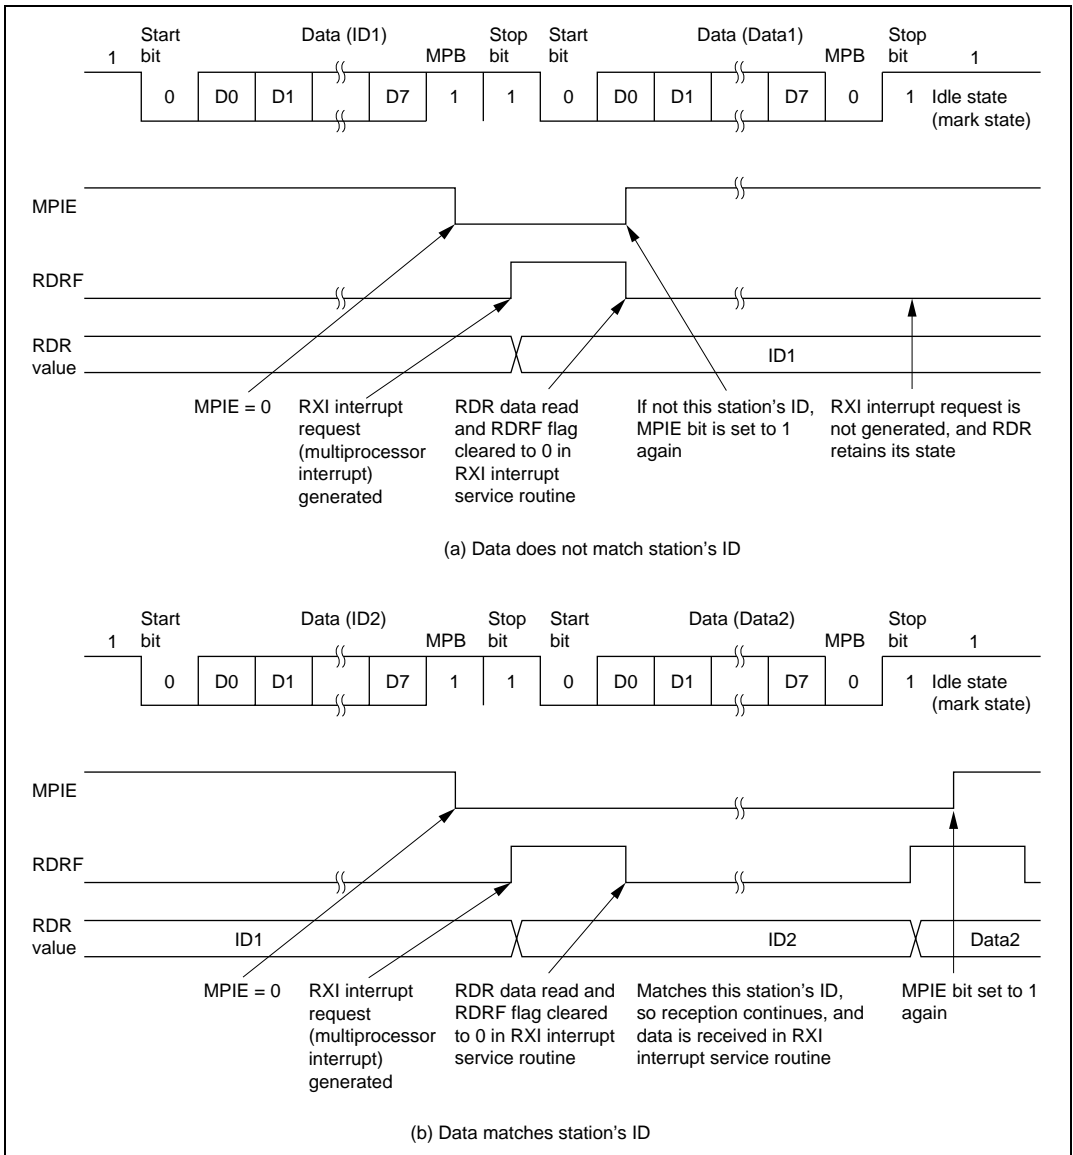 Start Data (ID1) Stop Start Data (Data1) Stop
1 bit MPB bit bit MPB bit 1
0 D0 D1 D7 1 1 0 D0 D1 D7 0 1 Idle state
(mark state)
MPIE
RDRF
RDR
value
ID1
MPIE = 0
RXI interrupt
request
(multiprocessor
interrupt)
generated
RDR data read
and RDRF flag
cleared to 0 in
RXI interrupt
service routine
If not this station's ID,
MPIE bit is set to 1
again
RXI interrupt request is
not generated, and RDR
retains its state
(a) Data does not match station's ID
Start Data (ID2) Stop Start Data (Data2) Stop
1 bit MPB bit bit MPB bit 1
0 D0 D1 D7 1 1 0 D0 D1 D7 0 1 Idle state
(mark state)
MPIE
RDRF
RDR
value
ID1 ID2 Data2
MPIE = 0
RXI interrupt
request
(multiprocessor
interrupt)
generated
RDR data read and
RDRF flag cleared
to 0 in RXI interrupt
service routine
Matches this station's ID,
so reception continues, and
data is received in RXI
interrupt service routine
MPIE bit set to 1
again
(b) Data matches station's ID